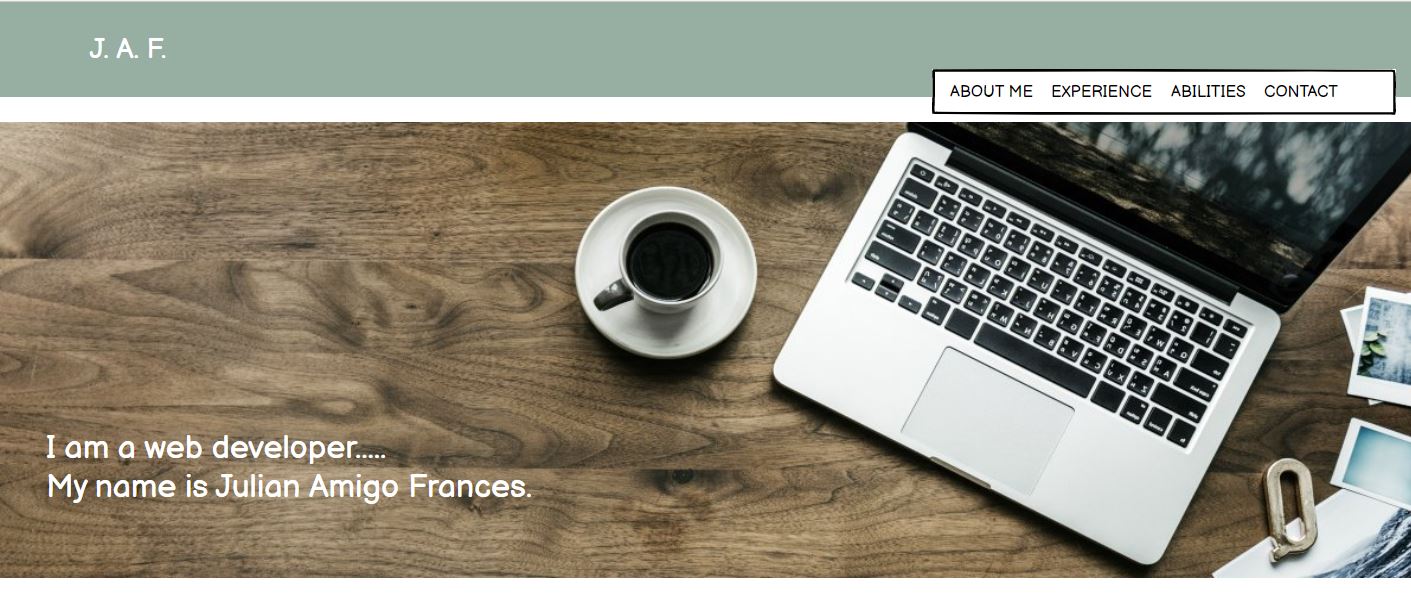 J. A. F.
ABOUT ME EXPERIENCE ABILITIES CONTACT
I am a web developer.....
My name is Julian Amigo Frances.